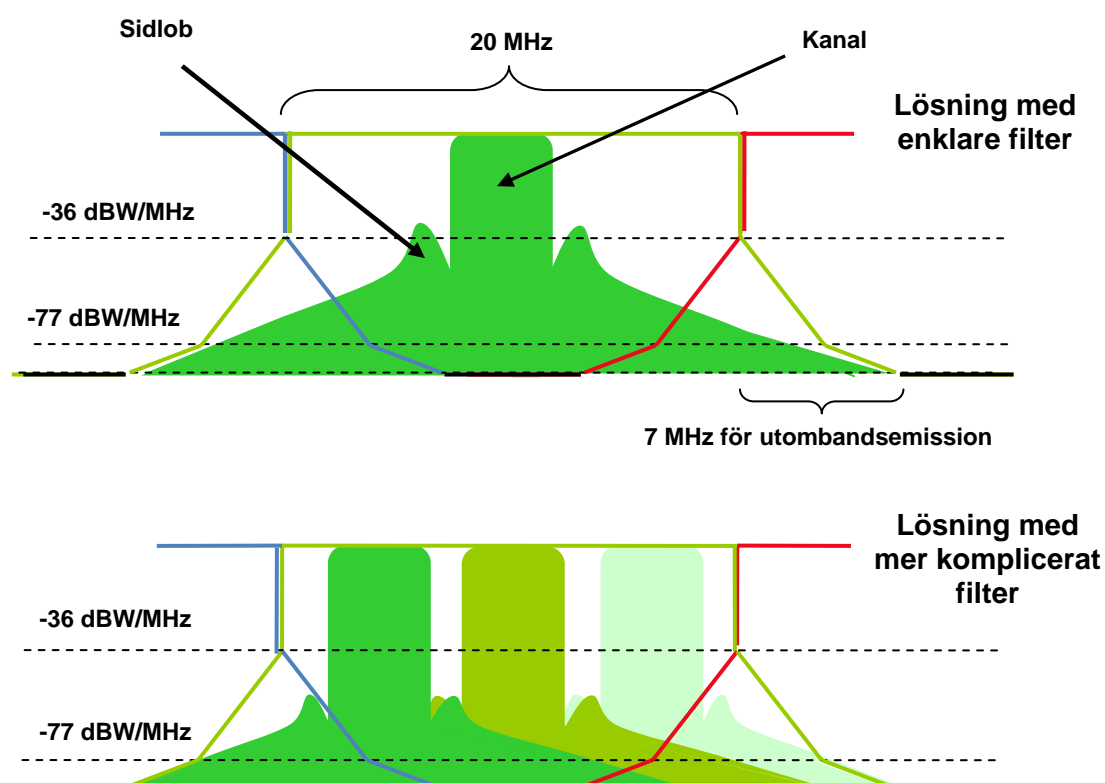 Sidlob
20 MHz
Kanal
Lösning med
enklare filter
-36 dBW/MHz
-77 dBW/MHz
7 MHz för utombandsemission
Lösning med
mer komplicerat
filter
-36 dBW/MHz
-77 dBW/MHz